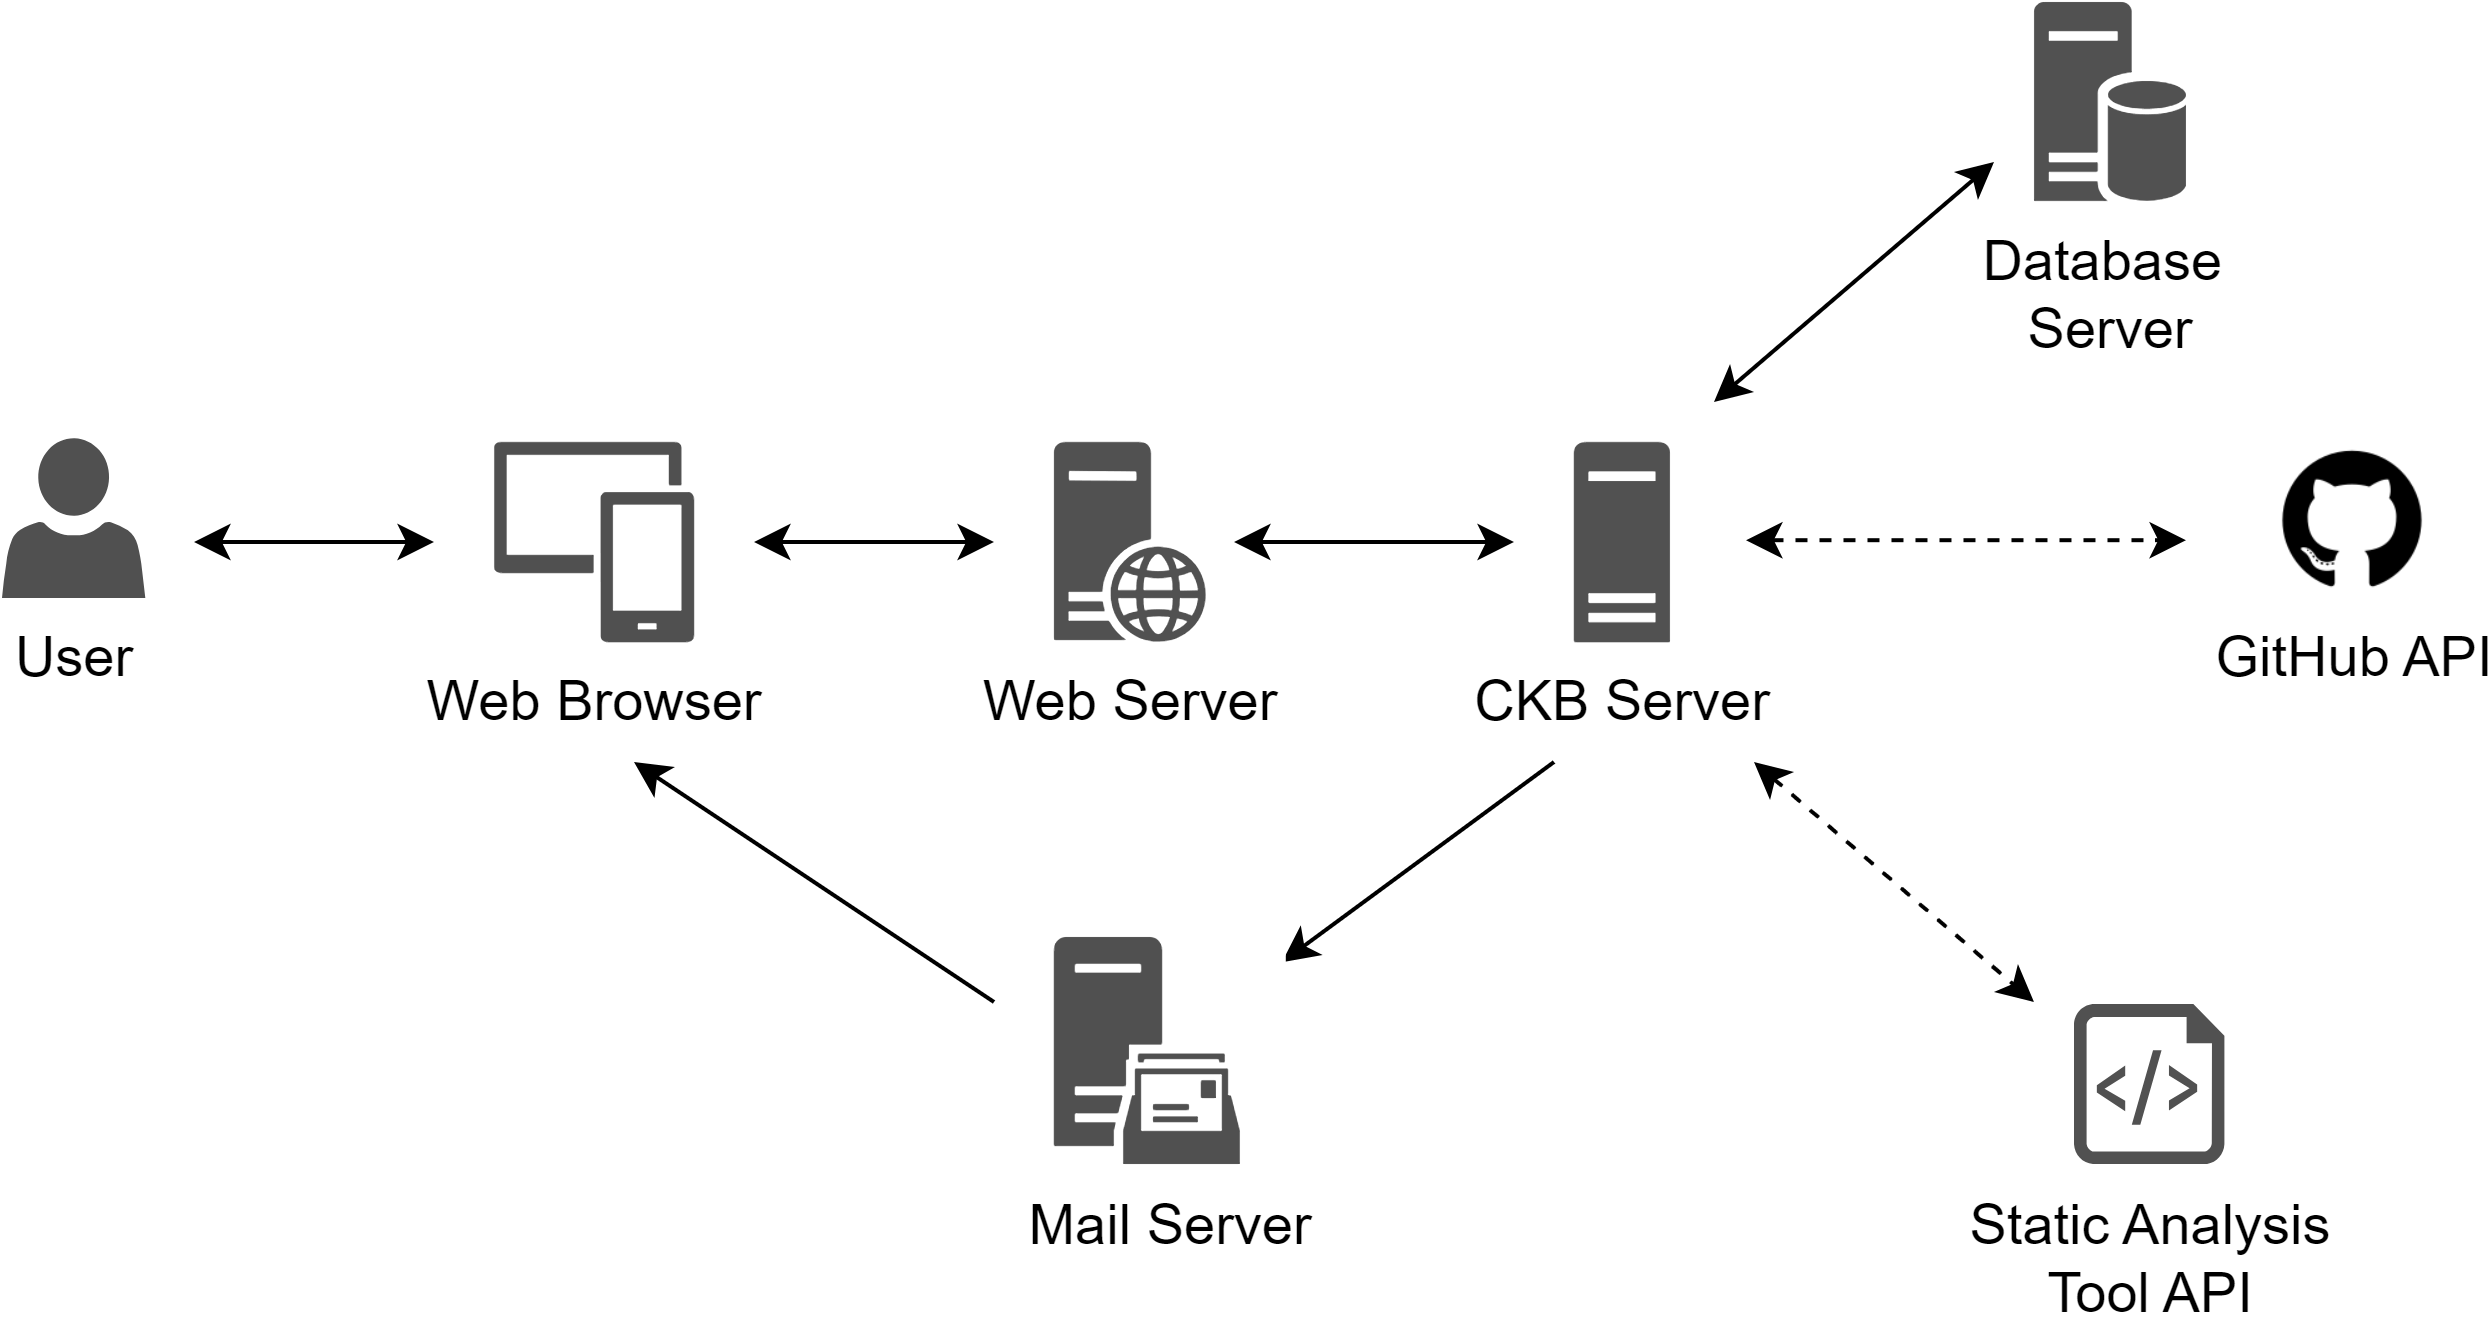 Database
Server
User
Web Browser
Web Server
CKB Server
GitHub API
Mail Server
Static Analysis
Tool API